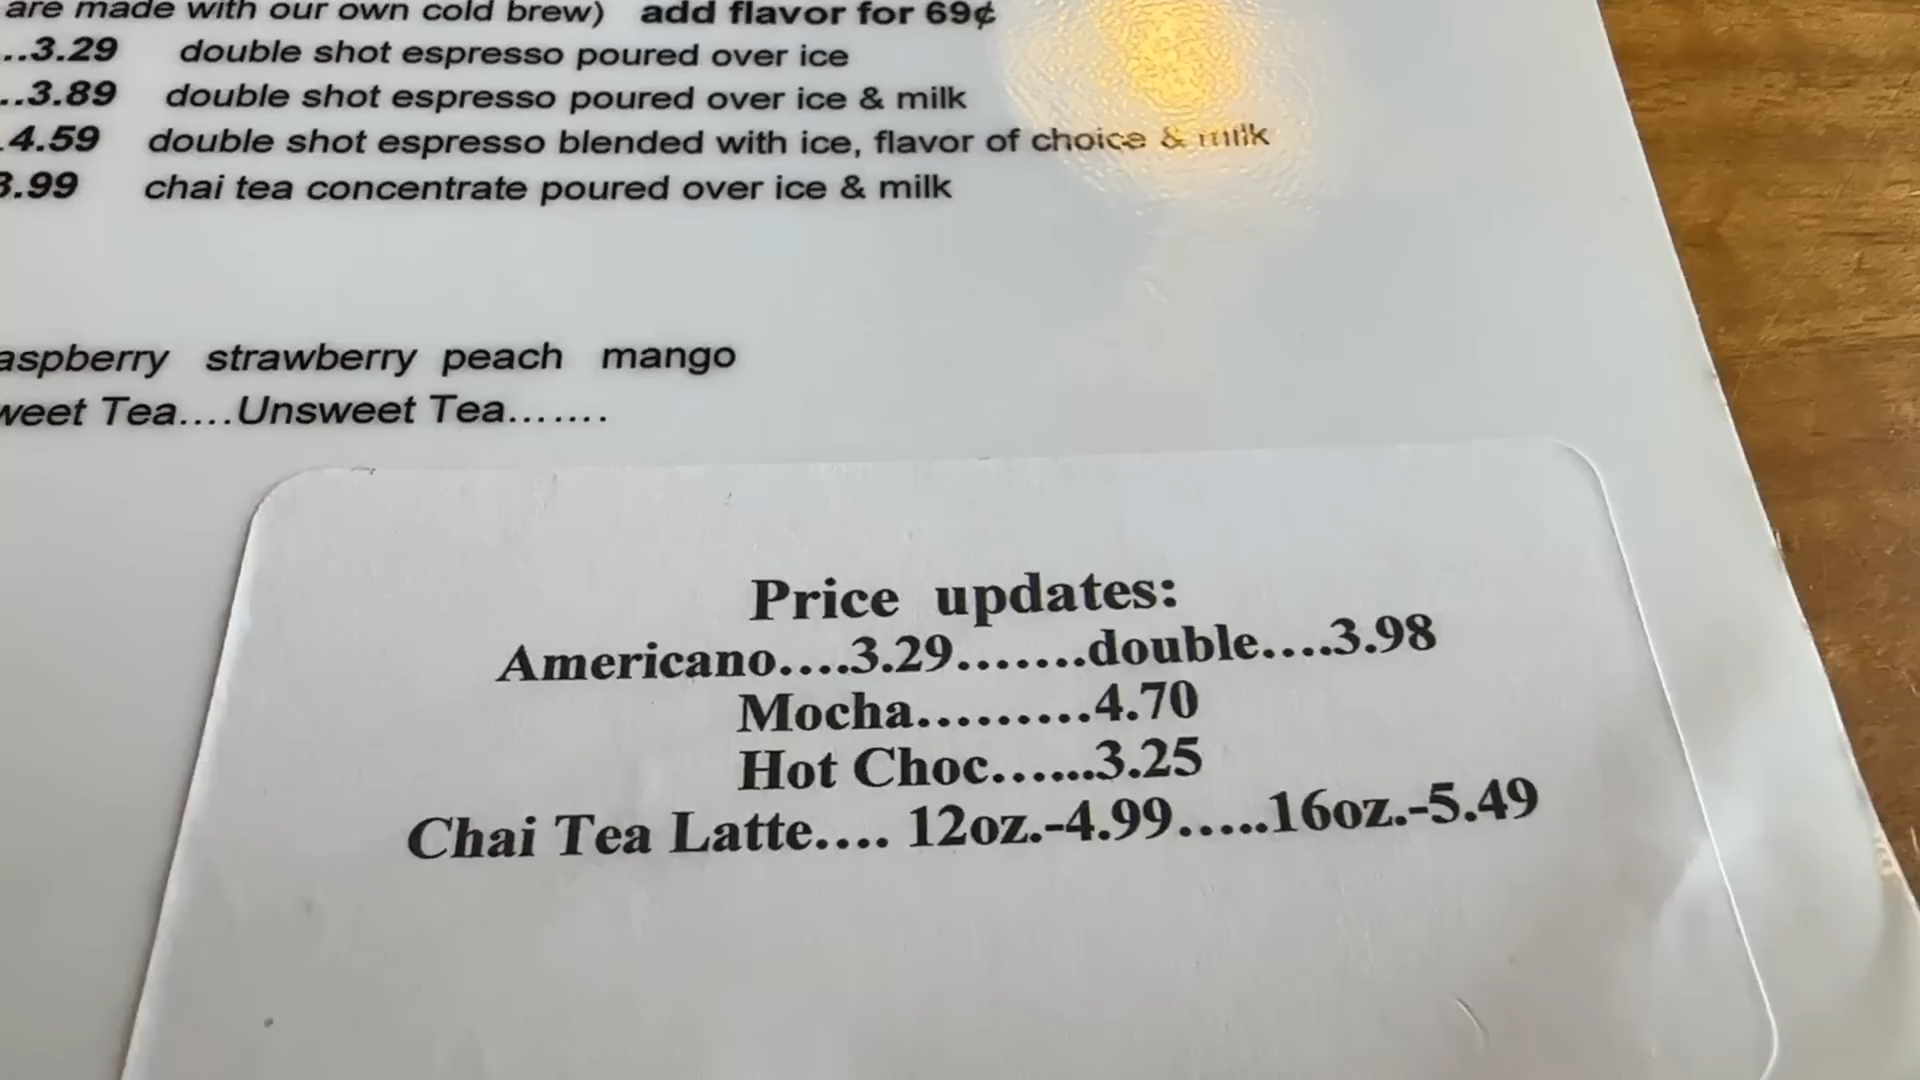 are made with our own cold brew) add flavor for 69¢
..3.29 double shot espresso poured over ice
..3.89 double shot espresso poured over ice & milk
.4.59 double shot espresso blended with ice, flavor of choice & milk
3.99 chai tea concentrate poured over ice & milk
aspberry strawberry peach mango
weet Tea....Unsweet Tea.......
Price updates:
Americano....3.29.......double....3.98
Mocha.........4.70
Hot Choc......3.25
Chai Tea Latte.... 12oz.-4.99.....16oz.-5.49